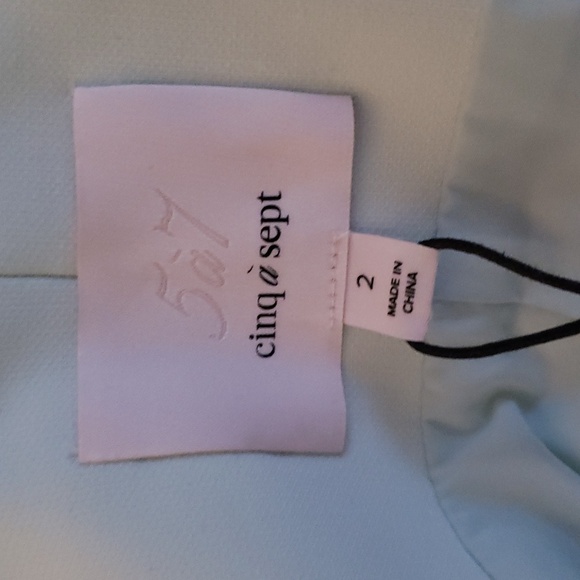 5à7
cinq à sept
2
MADE IN
CHINA